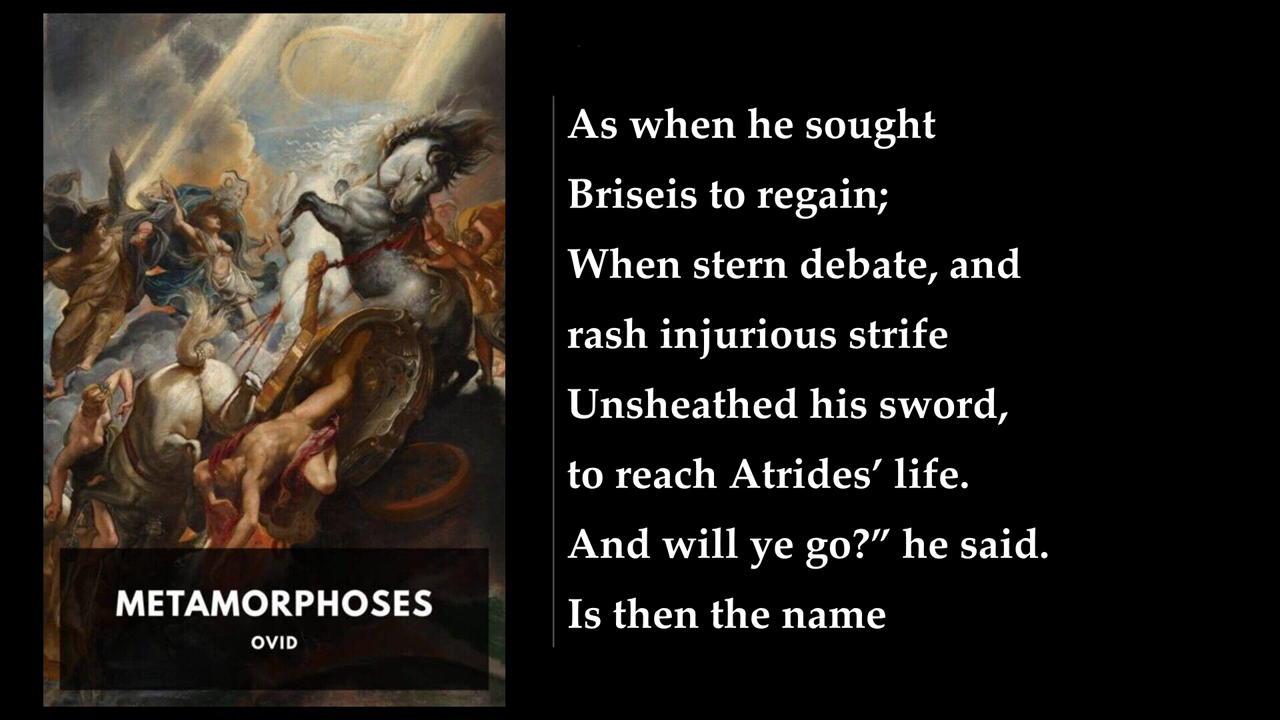 METAMORPHOSES
OVID
As when he sought
Briseis to regain;
When stern debate, and
rash injurious strife
Unsheathed his sword,
to reach Atrides’ life.
And will ye go?” he said.
Is then the name